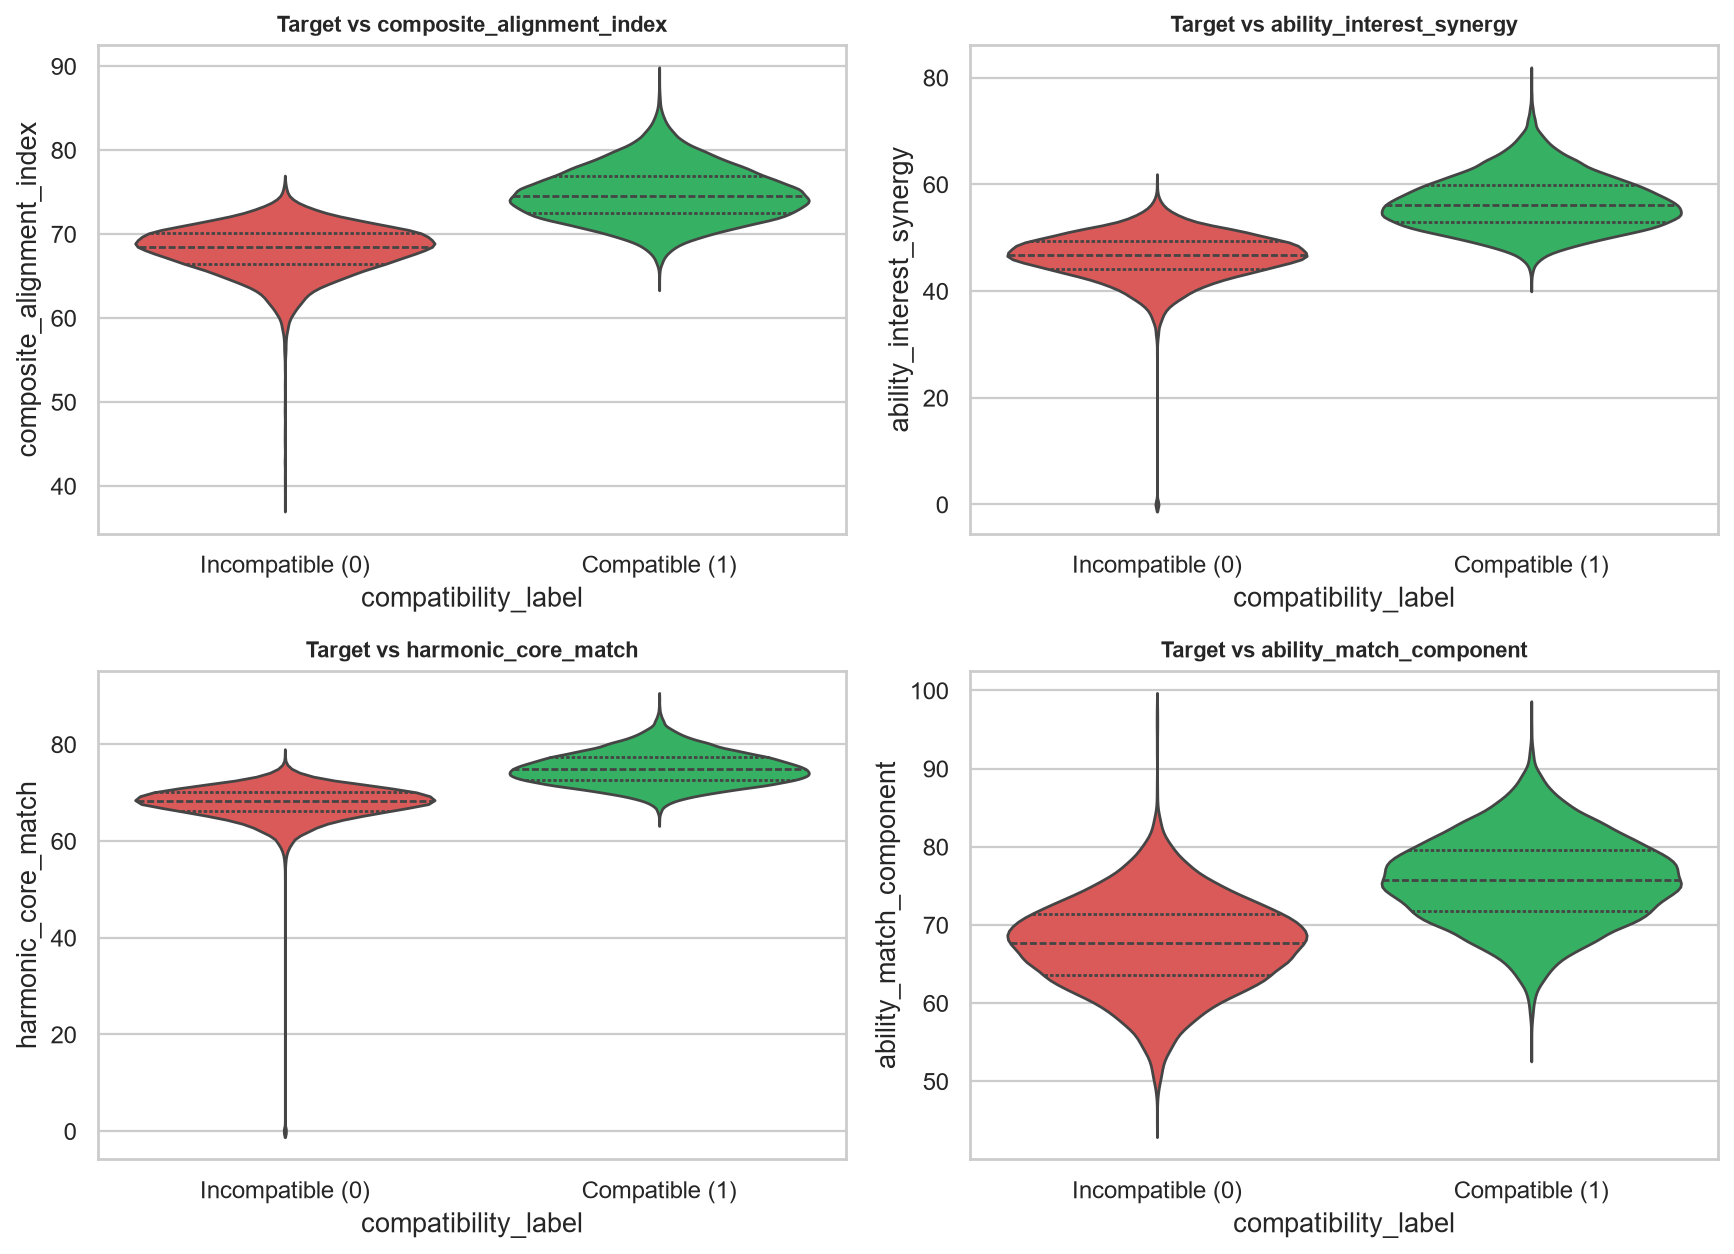 Target vs composite_alignment_index
composite_alignment_index
90
80
70
60
50
40
Incompatible (0)
Compatible (1)
compatibility_label
Target vs ability_interest_synergy
ability_interest_synergy
80
60
40
20
0
Incompatible (0)
Compatible (1)
compatibility_label
Target vs harmonic_core_match
harmonic_core_match
80
60
40
20
0
Incompatible (0)
Compatible (1)
compatibility_label
Target vs ability_match_component
ability_match_component
100
90
80
70
60
50
Incompatible (0)
Compatible (1)
compatibility_label